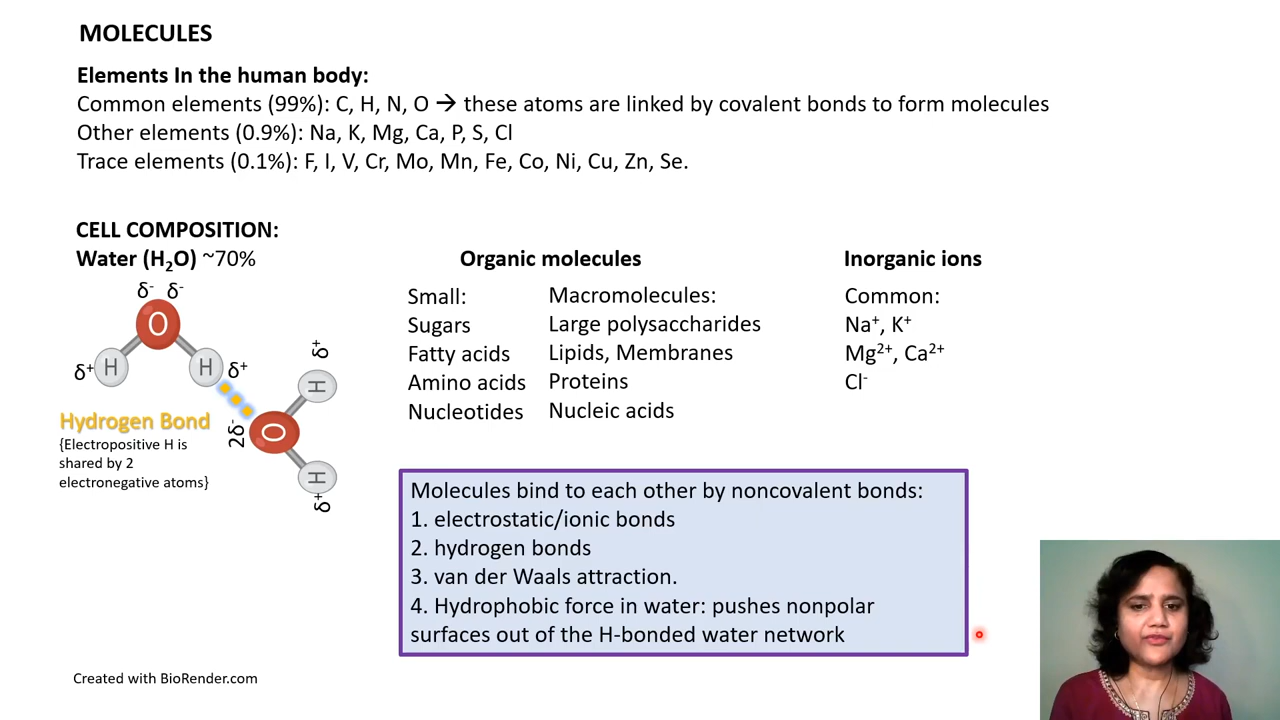 MOLECULES
Elements In the human body:
Common elements (99%): C, H, N, O → these atoms are linked by covalent bonds to form molecules
Other elements (0.9%): Na, K, Mg, Ca, P, S, Cl
Trace elements (0.1%): F, I, V, Cr, Mo, Mn, Fe, Co, Ni, Cu, Zn, Se.
CELL COMPOSITION:
Water (H₂O) ~70%
δ⁻ δ⁻
O
H
H
δ⁺
δ⁺
δ⁺
H
O
2δ⁻
H
δ⁺
Hydrogen Bond
{Electropositive H is
shared by 2
electronegative atoms}
Organic molecules
Small:
Sugars
Fatty acids
Amino acids
Nucleotides
Macromolecules:
Large polysaccharides
Lipids, Membranes
Proteins
Nucleic acids
Inorganic ions
Common:
Na⁺, K⁺
Mg²⁺, Ca²⁺
Cl⁻
Molecules bind to each other by noncovalent bonds:
1. electrostatic/ionic bonds
2. hydrogen bonds
3. van der Waals attraction.
4. Hydrophobic force in water: pushes nonpolar
surfaces out of the H-bonded water network
Created with BioRender.com